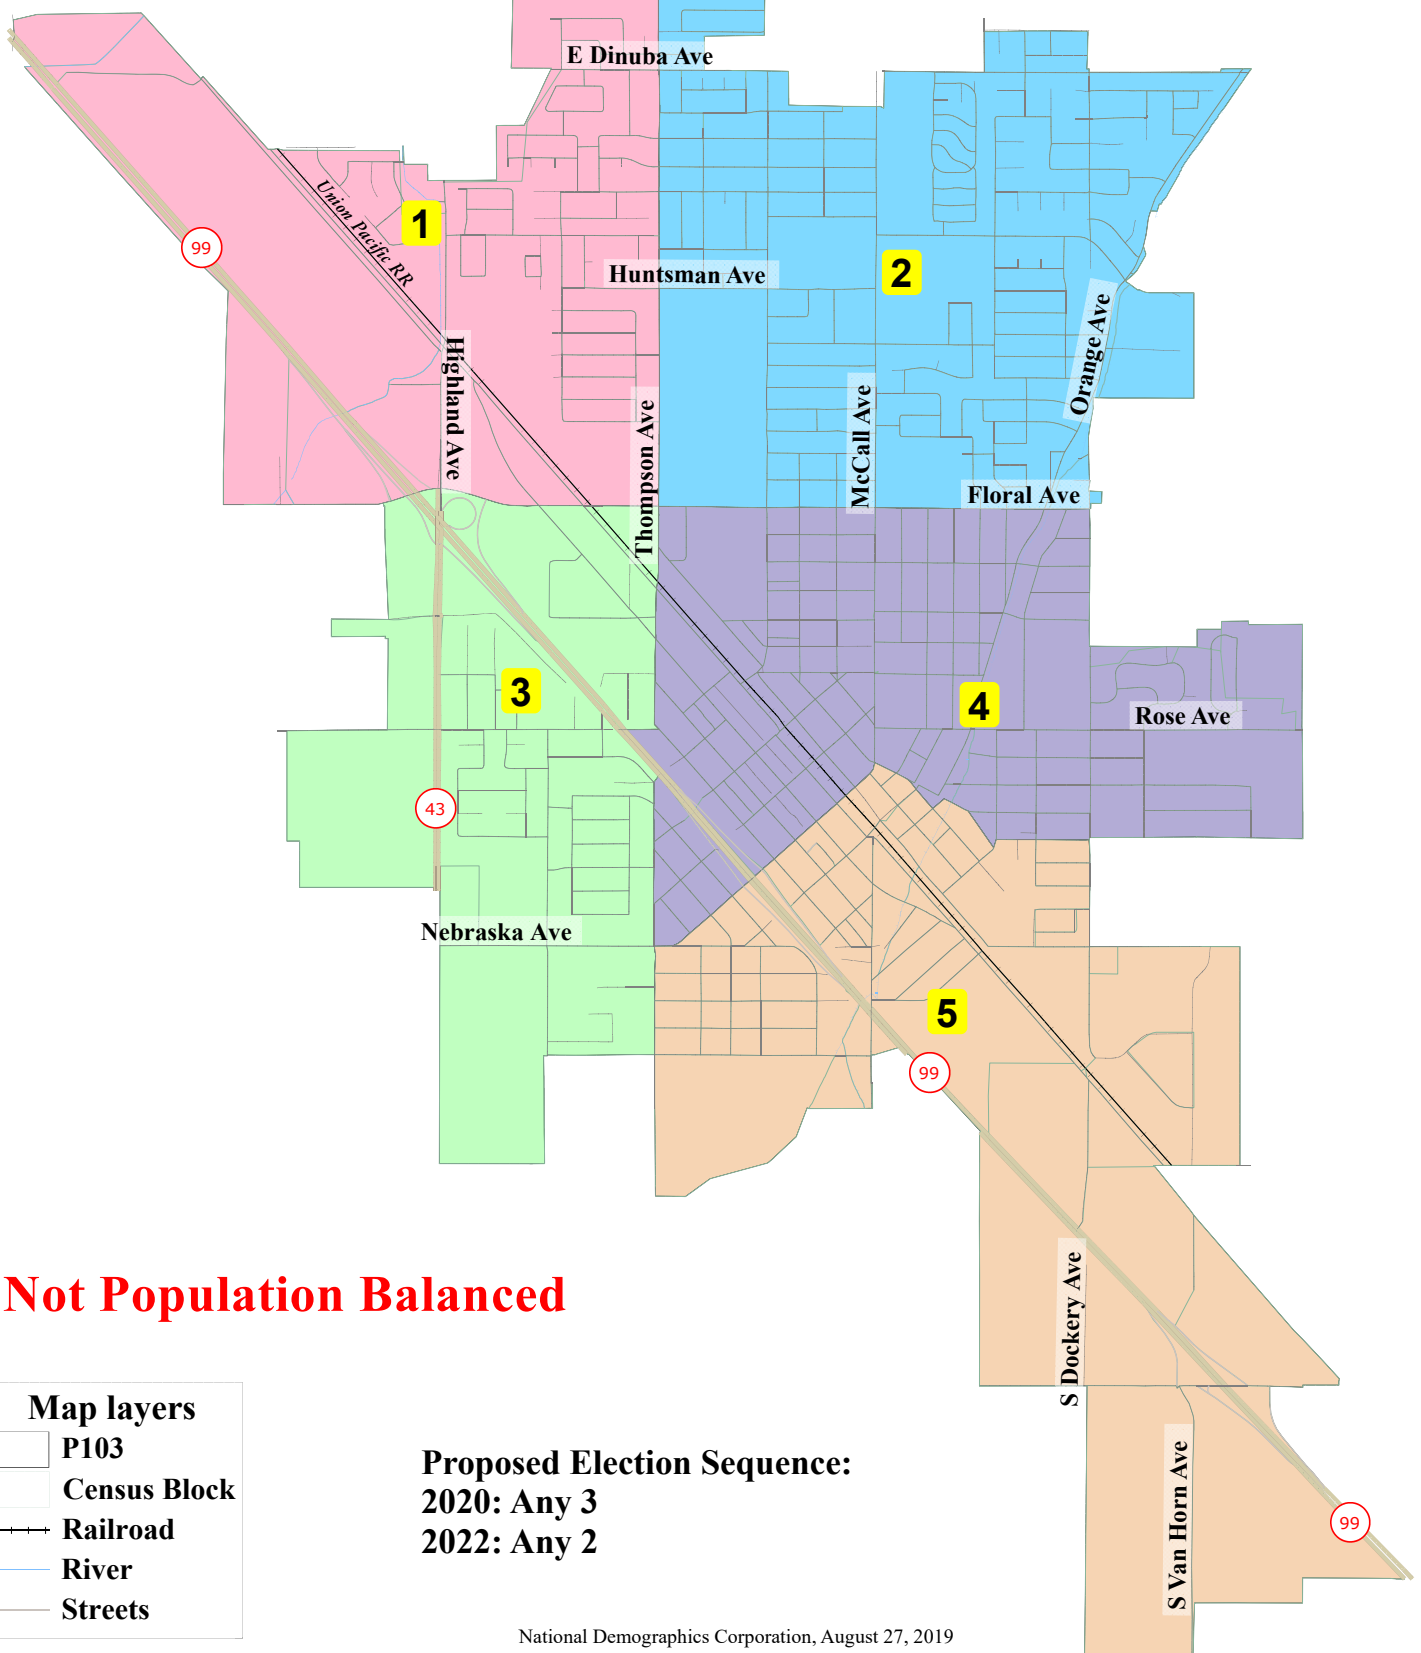 E Dinuba Ave
Union Pacific RR
1
99
Huntsman Ave
2
Orange Ave
Highland Ave
Thompson Ave
McCall Ave
Floral Ave
3
4
Rose Ave
43
Nebraska Ave
5
99
S Dockery Ave
Not Population Balanced
Map layers
P103
Census Block
Railroad
River
Streets
Proposed Election Sequence:
2020: Any 3
2022: Any 2
S Van Horn Ave
99
National Demographics Corporation, August 27, 2019